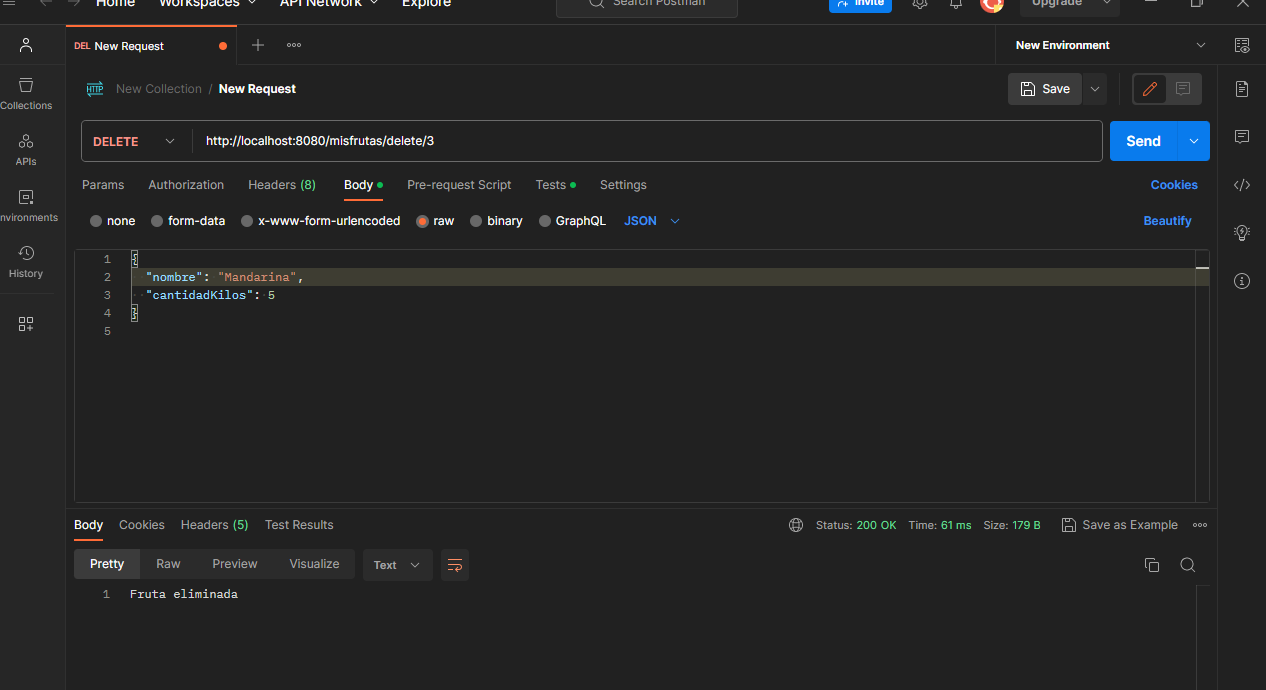 Home Workspaces API Network Explore Search Postman Invite Upgrade
DEL New Request New Environment
HTTP New Collection / New Request Save
Collections
APIs
nvironments
History
DELETE http://localhost:8080/misfrutas/delete/3 Send
Params Authorization Headers (8) Body Pre-request Script Tests Settings Cookies
none form-data x-www-form-urlencoded raw binary GraphQL JSON Beautify
1 {
2 "nombre": "Mandarina",
3 "cantidadKilos": 5
4 }
5
Body Cookies Headers (5) Test Results Status: 200 OK Time: 61 ms Size: 179 B Save as Example
Pretty Raw Preview Visualize Text
1 Fruta eliminada